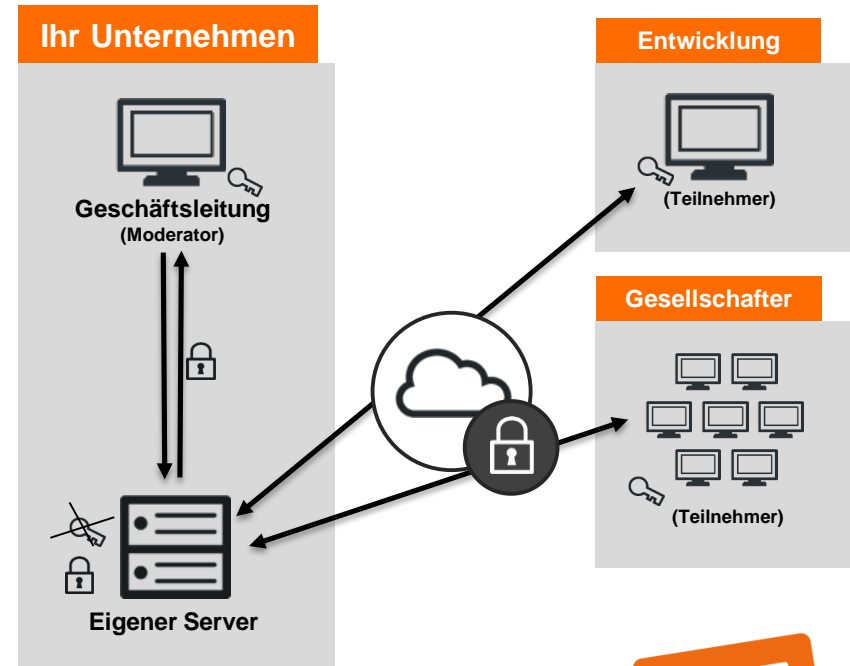 Ihr Unternehmen
Geschäftsleitung
(Moderator)
Eigener Server
Entwicklung
(Teilnehmer)
Gesellschafter
(Teilnehmer)